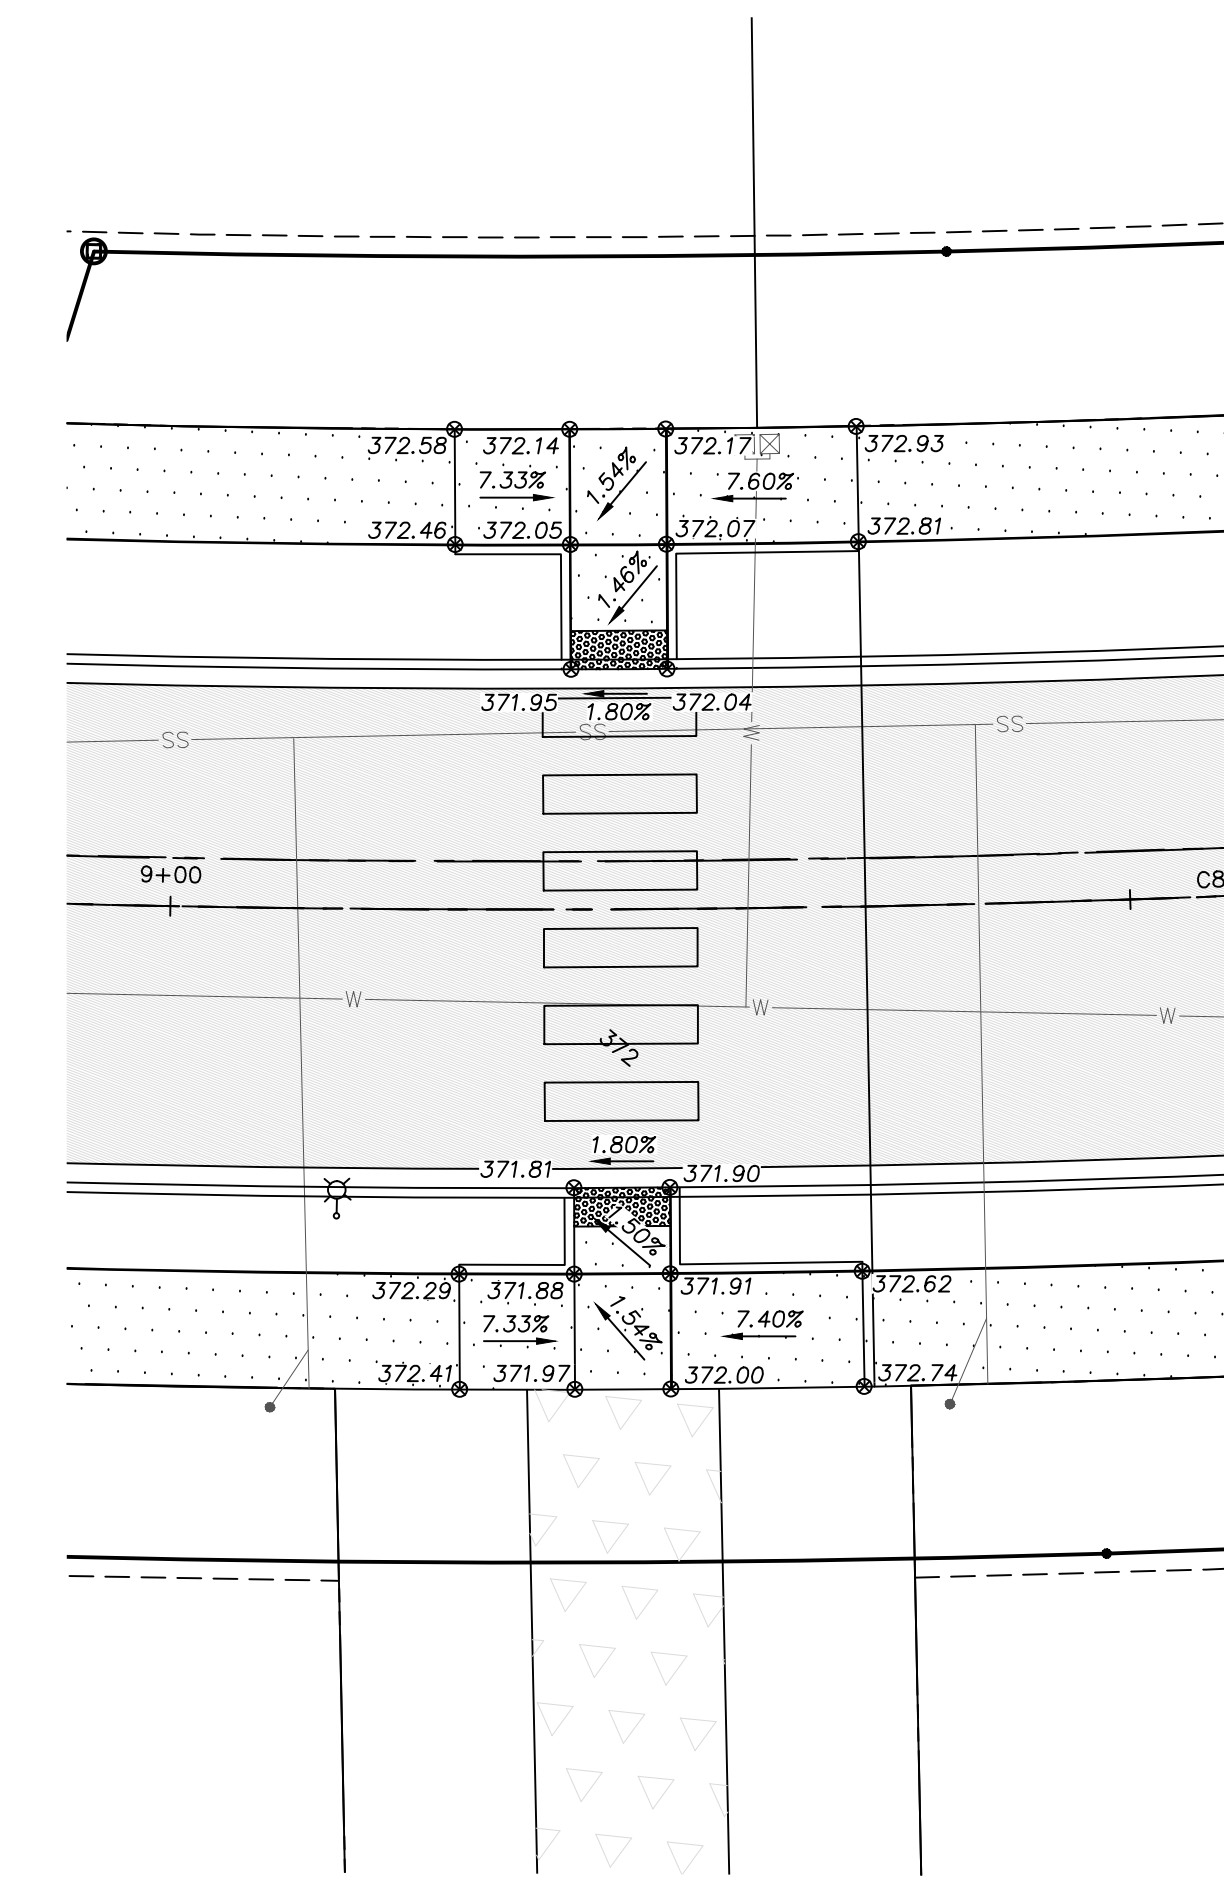 372.58 372.14 372.17 372.93
7.33% 1.54% 7.60%
372.46 372.05 372.07 372.81
1.46%
371.95 1.80% 372.04
SS SS SS
W
9+00 C8
W W W
372
1.80%
371.81 371.90
1.50%
372.29 371.88 371.91 372.62
7.33% 1.54% 7.40%
372.41 371.97 372.00 372.74